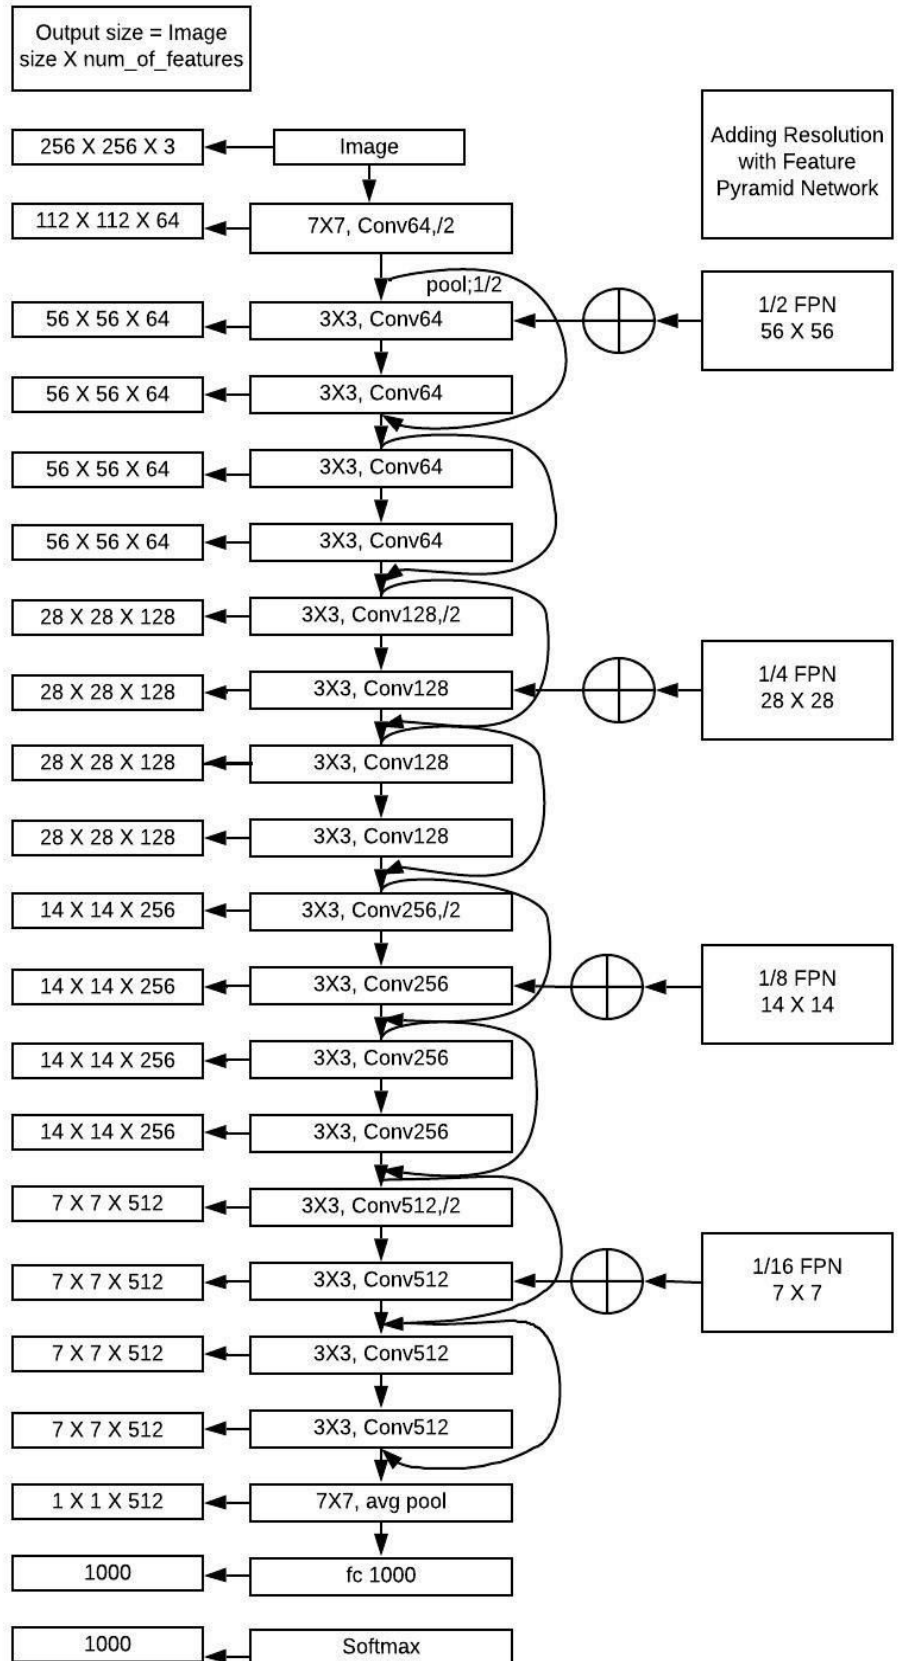 Output size = Image
size X num_of_features
Adding Resolution
with Feature
Pyramid Network
256 X 256 X 3
Image
112 X 112 X 64
7X7, Conv64,/2
pool;1/2
56 X 56 X 64
3X3, Conv64
1/2 FPN
56 X 56
56 X 56 X 64
3X3, Conv64
56 X 56 X 64
3X3, Conv64
56 X 56 X 64
3X3, Conv64
28 X 28 X 128
3X3, Conv128,/2
28 X 28 X 128
3X3, Conv128
1/4 FPN
28 X 28
28 X 28 X 128
3X3, Conv128
28 X 28 X 128
3X3, Conv128
14 X 14 X 256
3X3, Conv256,/2
14 X 14 X 256
3X3, Conv256
1/8 FPN
14 X 14
14 X 14 X 256
3X3, Conv256
14 X 14 X 256
3X3, Conv256
7 X 7 X 512
3X3, Conv512,/2
7 X 7 X 512
3X3, Conv512
1/16 FPN
7 X 7
7 X 7 X 512
3X3, Conv512
7 X 7 X 512
3X3, Conv512
1 X 1 X 512
7X7, avg pool
1000
fc 1000
1000
Softmax